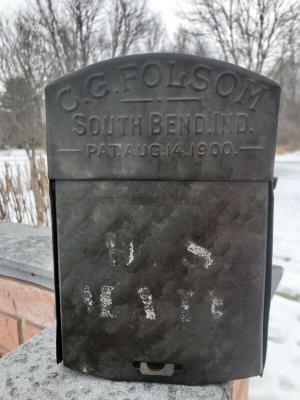 C.G. FOLSOM
SOUTH BEND, IND.
PAT. AUG. 14. 1900.